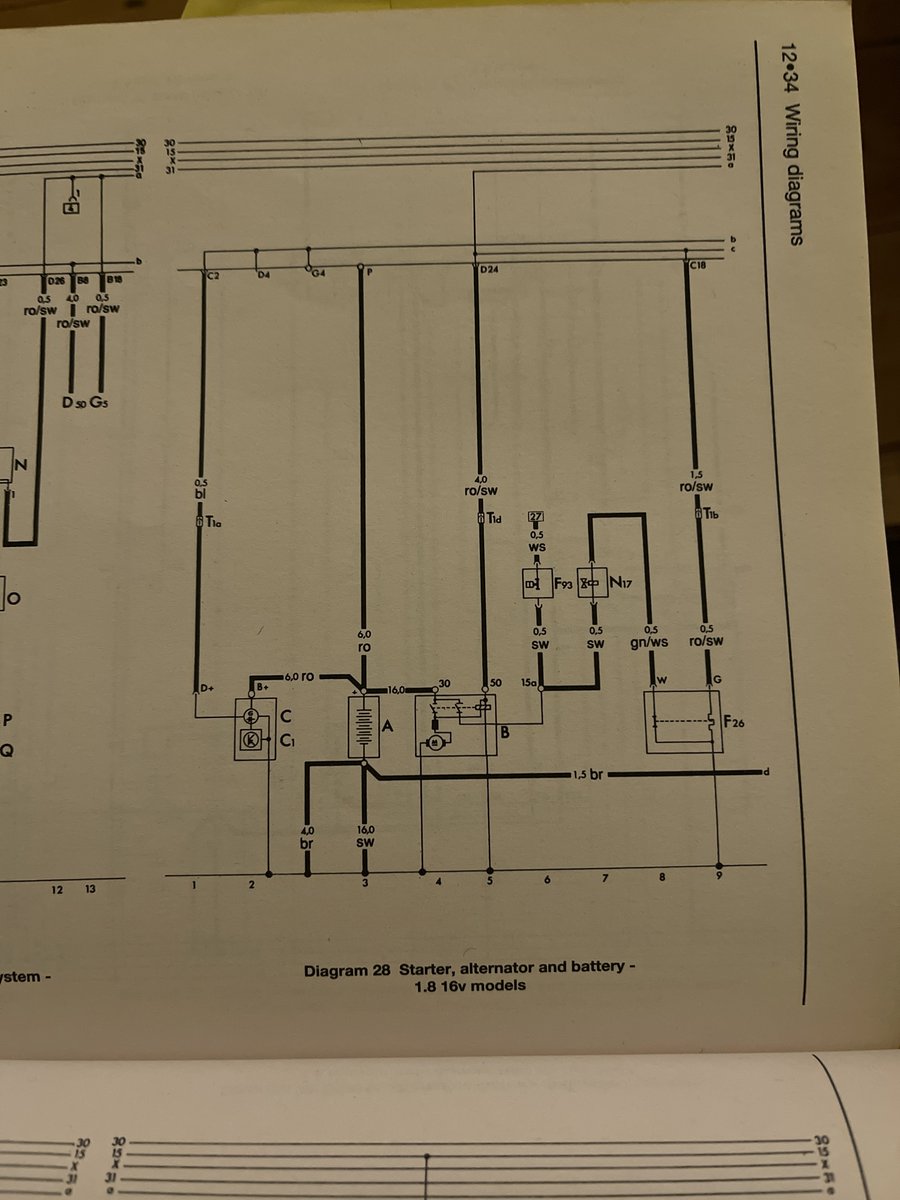 12•34 Wiring diagrams
30
15
x
31
a
30
15
x
31
30
15
x
31
a
b
b
c
23
D26
B8
B18
C2
D4
G4
P
D24
C18
0,5
ro/sw
4,0
ro/sw
0,5
ro/sw
D 50 G5
N
1
O
P
Q
0,5
bl
T1a
4,0
ro/sw
T1d
27
0,5
ws
F93
N17
1,5
ro/sw
T1b
6,0
ro
0,5
sw
0,5
sw
0,5
gn/ws
0,5
ro/sw
D+
B+
6,0 ro
+
16,0
30
50
15a
W
G
C
C1
K
A
M
B
F26
1,5 br
d
4,0
br
16,0
sw
12 13
1 2 3 4 5 6 7 8 9
ystem -
Diagram 28 Starter, alternator and battery -
1.8 16v models
30
15
x
31
a
30
15
x
31
a
30
15
x
31
a